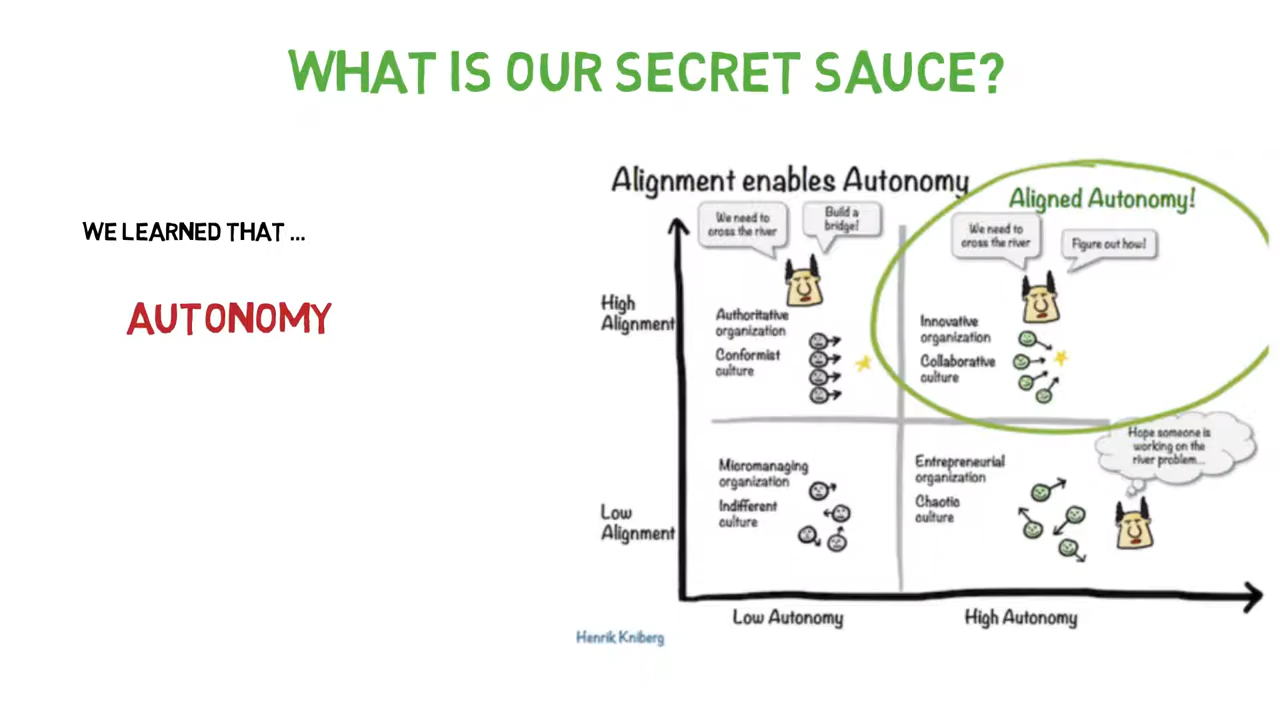 WHAT IS OUR SECRET SAUCE?
WE LEARNED THAT ...
AUTONOMY
Alignment enables Autonomy
Aligned Autonomy!
We need to
cross the river
Build a
bridge!
We need to
cross the river
Figure out how!
High
Alignment
Authoritative
organization
Conformist
culture
Innovative
organization
Collaborative
culture
Hope someone is
working on the
river problem...
Low
Alignment
Micromanaging
organization
Indifferent
culture
Entrepreneurial
organization
Chaotic
culture
Low Autonomy
High Autonomy
Henrik Kniberg